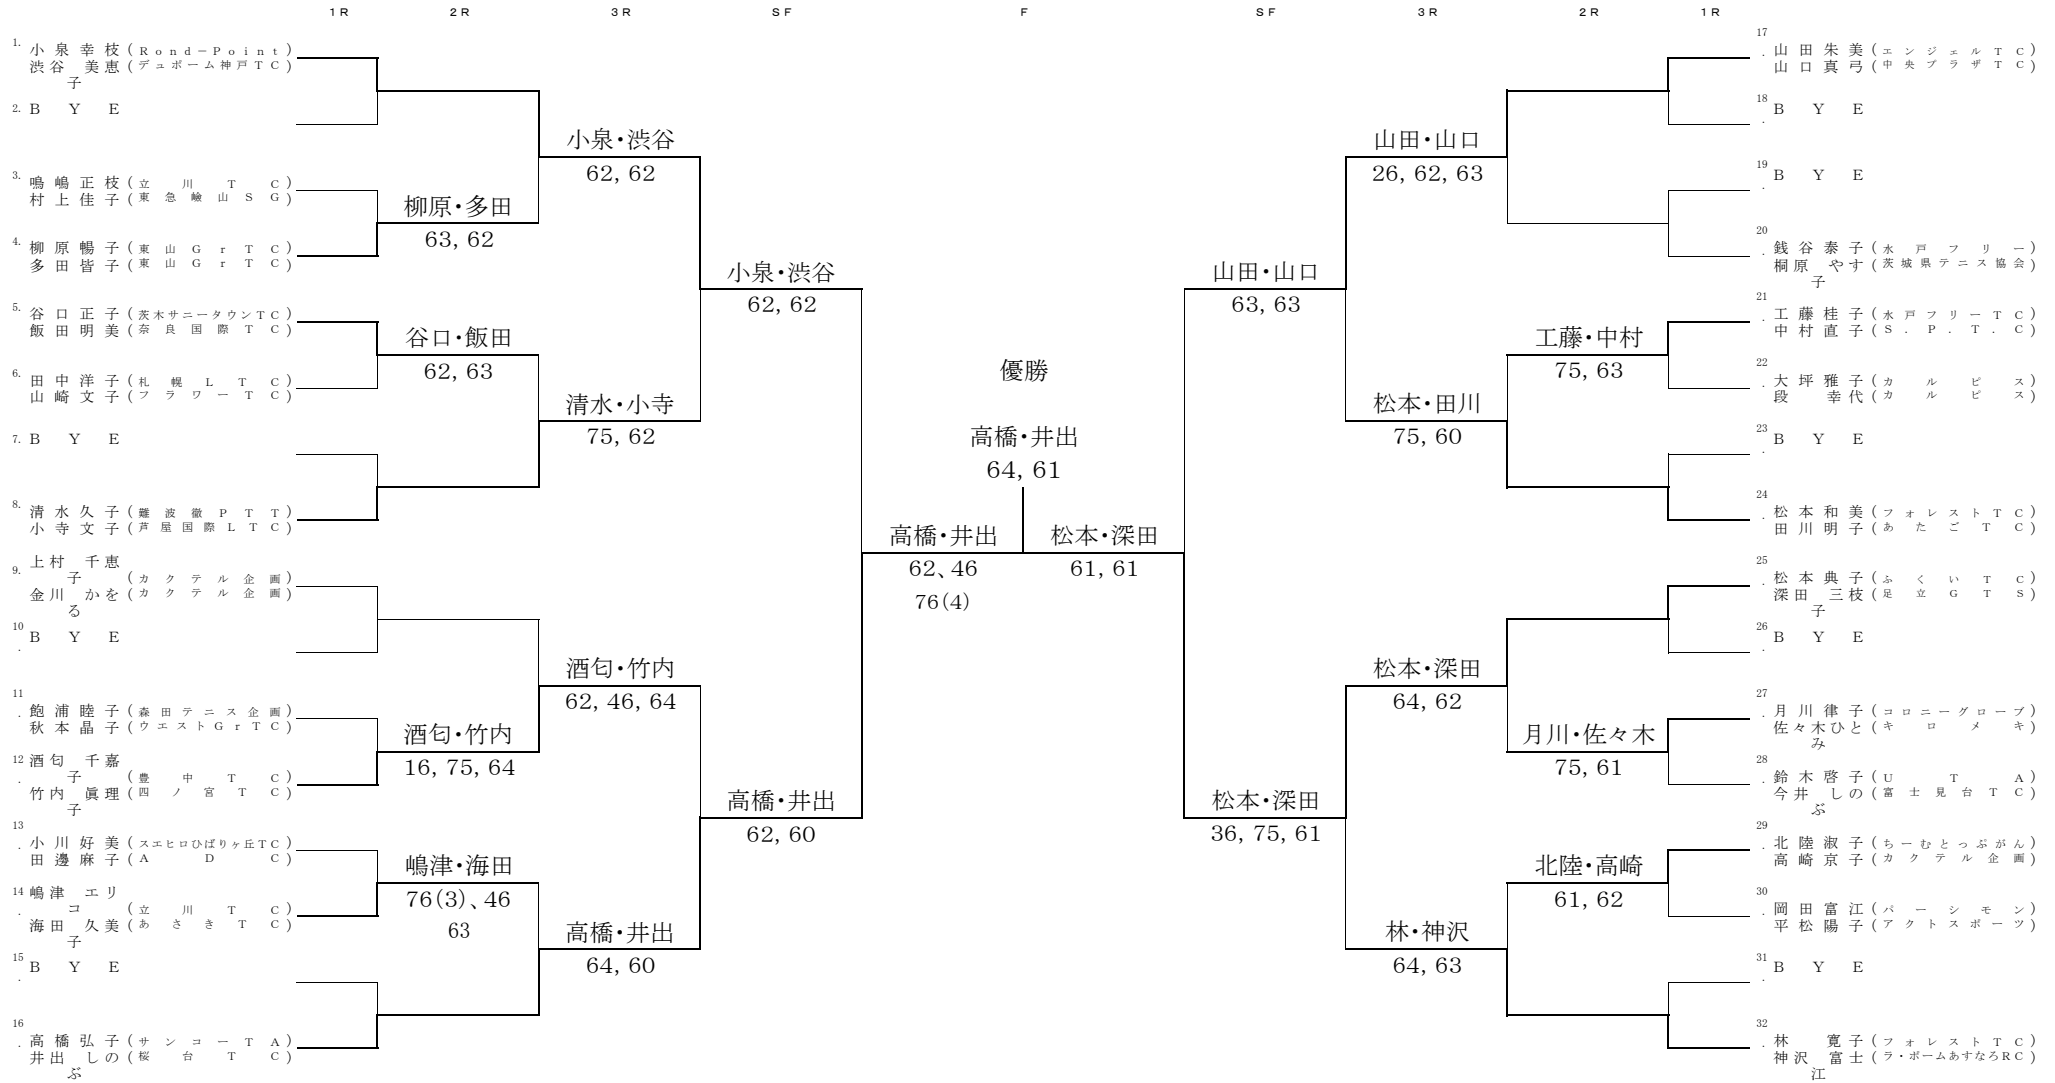 1R 2R 3R SF F SF 3R 2R 1R
1. 小泉幸枝(Rond-Point)
渋谷 美恵子(デュボーム神戸TC)
2. BYE
3. 鳴嶋正枝(立川TC)
村上佳子(東急嶮山SG)
4. 柳原暢子(東山GrTC)
多田皆子(東山GrTC)
5. 谷口正子(茨木サニータウンTC)
飯田明美(奈良国際TC)
6. 田中洋子(札幌LTC)
山崎文子(フラワーTC)
7. BYE
8. 清水久子(難波徹PTT)
小寺文子(芦屋国際LTC)
9. 上村 千恵子(カクテル企画)
金川 かをる(カクテル企画)
10. BYE
11. 飽浦睦子(森田テニス企画)
秋本晶子(ウエストGrTC)
12. 酒匂 千嘉子(豊中TC)
竹内 眞理子(四ノ宮TC)
13. 小川好美(スエヒロひばりヶ丘TC)
田邊麻子(ADC)
14. 嶋津 エリコ(立川TC)
海田 久美子(あさきTC)
15. BYE
16. 高橋弘子(サンコーTA)
井出 しのぶ(桜台TC)
柳原・多田
63, 62
谷口・飯田
62, 63
酒匂・竹内
16, 75, 64
嶋津・海田
76(3)、46
63
小泉・渋谷
62, 62
清水・小寺
75, 62
酒匂・竹内
62, 46, 64
高橋・井出
64, 60
小泉・渋谷
62, 62
高橋・井出
62, 60
優勝
高橋・井出
64, 61
高橋・井出
62、46
76(4)
松本・深田
61, 61
山田・山口
63, 63
松本・深田
36, 75, 61
山田・山口
26, 62, 63
松本・田川
75, 60
松本・深田
64, 62
林・神沢
64, 63
工藤・中村
75, 63
月川・佐々木
75, 61
北陸・高崎
61, 62
17. 山田朱美(エンジェルTC)
山口真弓(中央プラザTC)
18. BYE
19. BYE
20. 銭谷泰子(水戸フリー)
桐原 やす子(茨城県テニス協会)
21. 工藤桂子(水戸フリーTC)
中村直子(S.P.T.C)
22. 大坪雅子(カルピス)
段 幸代(カルピス)
23. BYE
24. 松本和美(フォレストTC)
田川明子(あたごTC)
25. 松本典子(ふくいTC)
深田 三枝子(足立GTS)
26. BYE
27. 月川律子(コロニーグローブ)
佐々木ひとみ(キロメキ)
28. 鈴木啓子(UTA)
今井 しのぶ(富士見台TC)
29. 北陸淑子(ちーむとっぷがん)
高崎京子(カクテル企画)
30. 岡田富江(パーシモン)
平松陽子(アクトスポーツ)
31. BYE
32. 林 寛子(フォレストTC)
神沢 富士江(ラ・ボームあすなろRC)